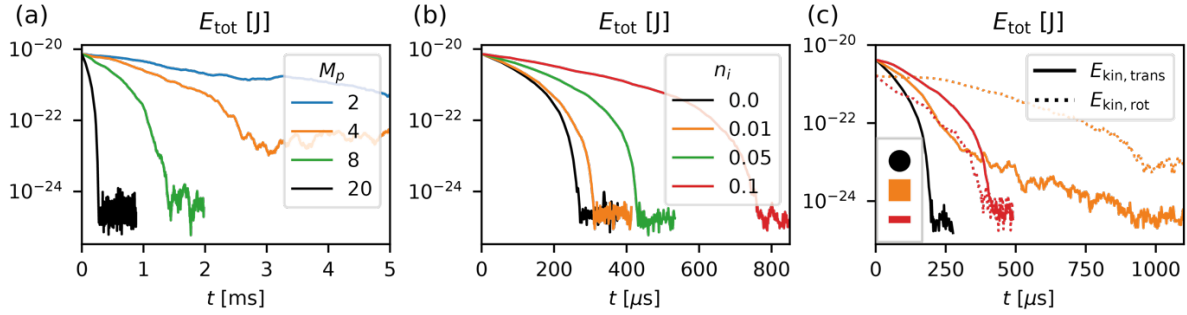 (a)
E_tot [J]
10^−20
10^−22
10^−24
M_p
2
4
8
20
0 1 2 3 4 5
t [ms]
(b)
E_tot [J]
10^−20
10^−22
10^−24
n_i
0.0
0.01
0.05
0.1
0 200 400 600 800
t [μs]
(c)
E_tot [J]
10^−20
10^−22
10^−24
E_kin, trans
E_kin, rot
0 250 500 750 1000
t [μs]